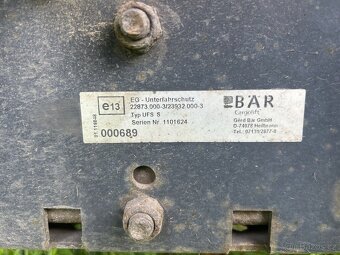 e13
EG - Unterfahrschutz
22873.000-3/23932.000-3
Typ UFS S
Serien Nr. 1101624
000689
BÄR
Cargolift
Gerd Bär GmbH
D-74078 Heilbronn
Tel.: 07131/2877-0